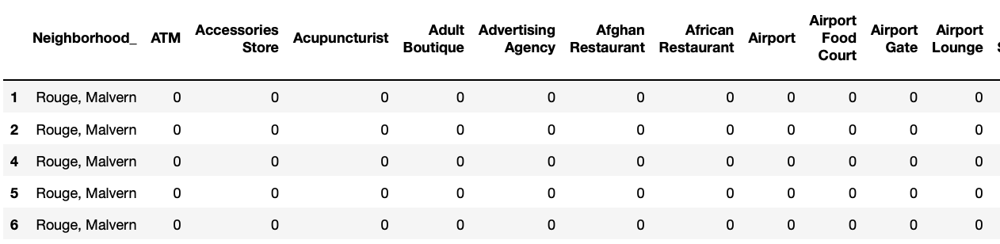 Neighborhood_ ATM Accessories Store Acupuncturist Adult Boutique Advertising Agency Afghan Restaurant African Restaurant Airport Airport Food Court Airport Gate Airport Lounge
1 Rouge, Malvern 0 0 0 0 0 0 0 0 0 0 0
2 Rouge, Malvern 0 0 0 0 0 0 0 0 0 0 0
4 Rouge, Malvern 0 0 0 0 0 0 0 0 0 0 0
5 Rouge, Malvern 0 0 0 0 0 0 0 0 0 0 0
6 Rouge, Malvern 0 0 0 0 0 0 0 0 0 0 0